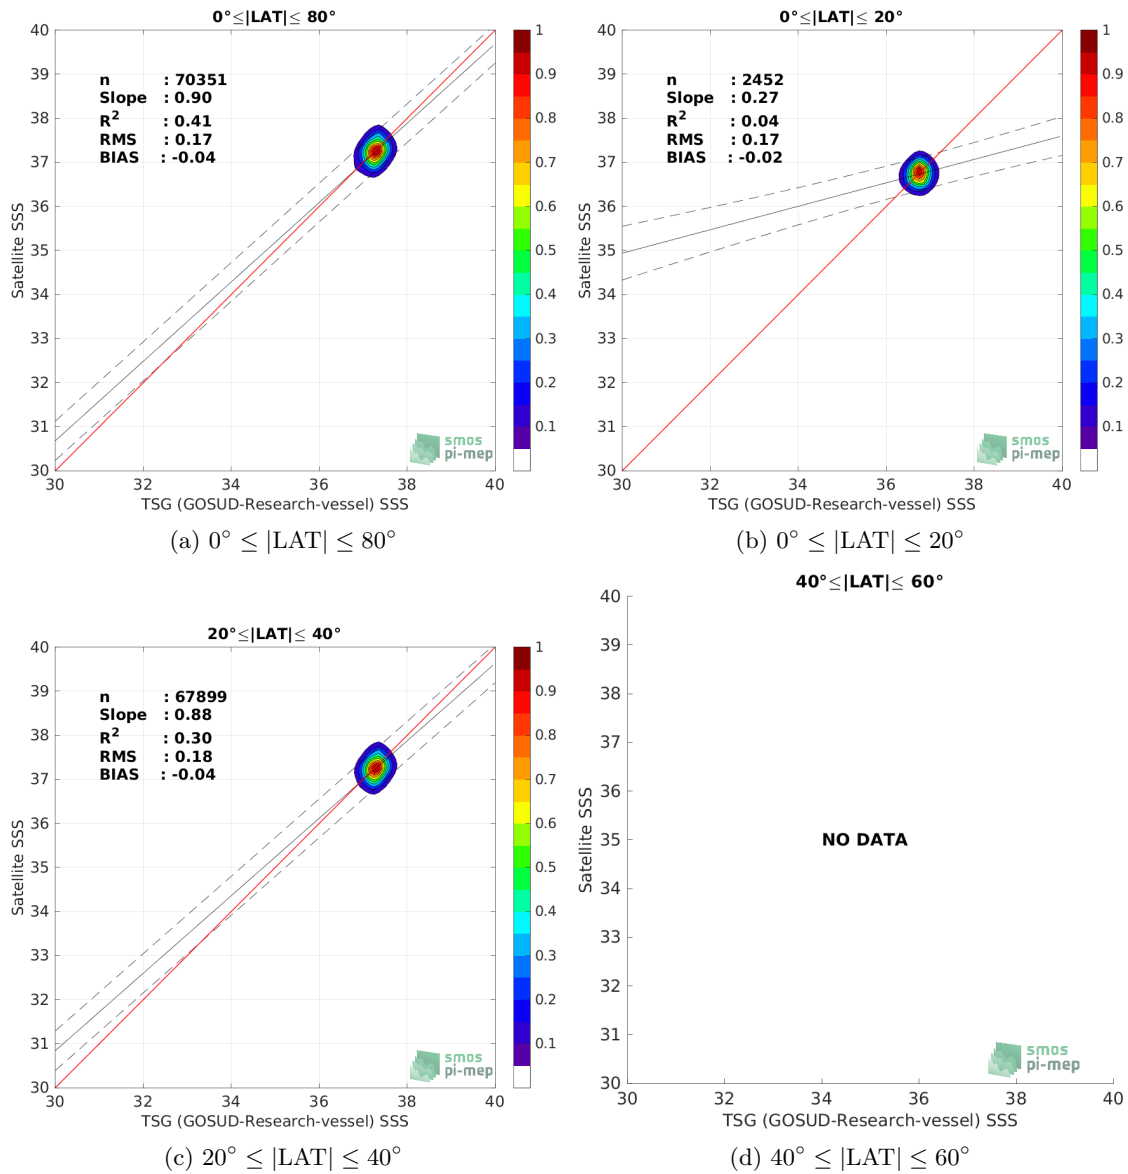 0°≤|LAT|≤ 80°
n : 70351
Slope : 0.90
R2 : 0.41
RMS : 0.17
BIAS : -0.04
40
39
38
37
36
35
34
33
32
31
30
30 32 34 36 38 40
Satellite SSS
TSG (GOSUD-Research-vessel) SSS
1
0.9
0.8
0.7
0.6
0.5
0.4
0.3
0.2
0.1
smos
pi-mep
(a) 0° ≤ |LAT| ≤ 80°
0°≤|LAT|≤ 20°
n : 2452
Slope : 0.27
R2 : 0.04
RMS : 0.17
BIAS : -0.02
40
39
38
37
36
35
34
33
32
31
30
30 32 34 36 38 40
Satellite SSS
TSG (GOSUD-Research-vessel) SSS
1
0.9
0.8
0.7
0.6
0.5
0.4
0.3
0.2
0.1
smos
pi-mep
(b) 0° ≤ |LAT| ≤ 20°
20°≤|LAT|≤ 40°
n : 67899
Slope : 0.88
R2 : 0.30
RMS : 0.18
BIAS : -0.04
40
39
38
37
36
35
34
33
32
31
30
30 32 34 36 38 40
Satellite SSS
TSG (GOSUD-Research-vessel) SSS
1
0.9
0.8
0.7
0.6
0.5
0.4
0.3
0.2
0.1
smos
pi-mep
(c) 20° ≤ |LAT| ≤ 40°
40°≤|LAT|≤ 60°
40
39
38
37
36
35
34
33
32
31
30
30 32 34 36 38 40
Satellite SSS
NO DATA
TSG (GOSUD-Research-vessel) SSS
smos
pi-mep
(d) 40° ≤ |LAT| ≤ 60°